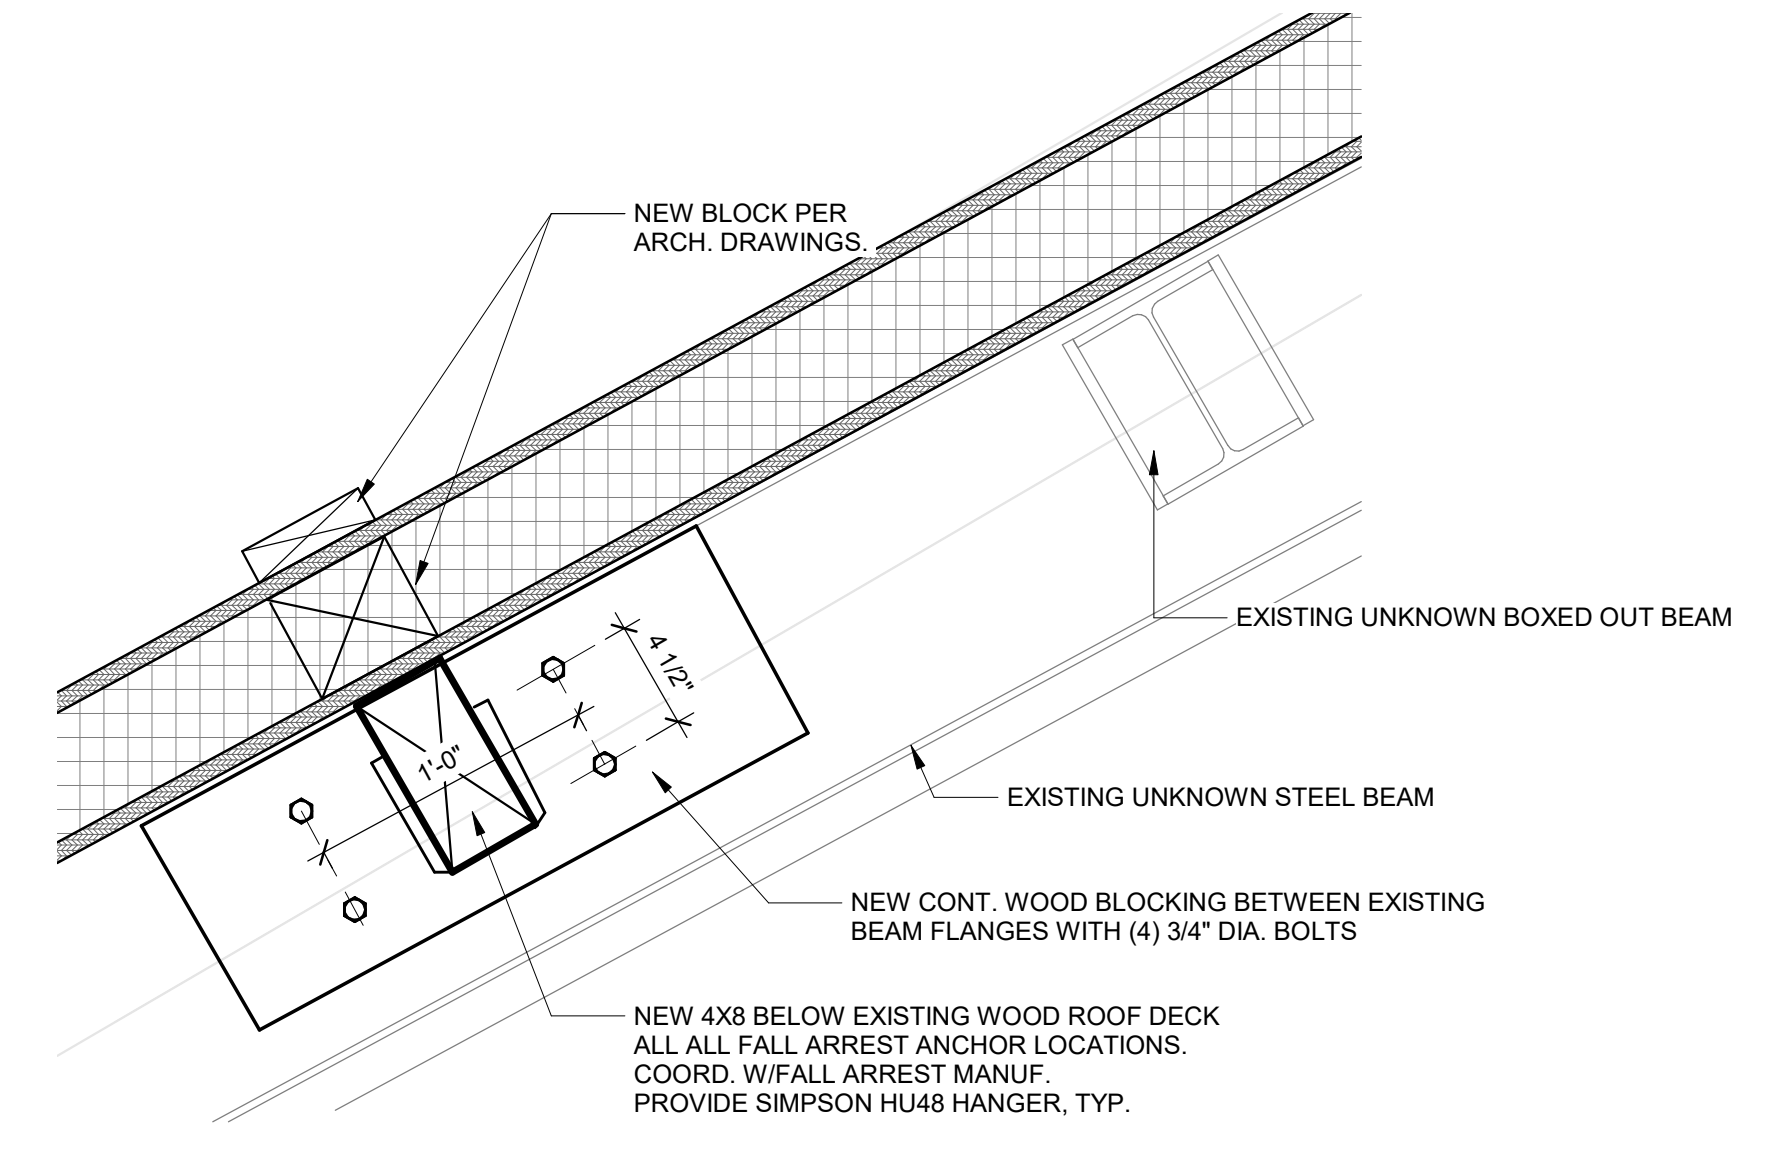 NEW BLOCK PER
ARCH. DRAWINGS.
4 1/2"
1'-0"
EXISTING UNKNOWN BOXED OUT BEAM
EXISTING UNKNOWN STEEL BEAM
NEW CONT. WOOD BLOCKING BETWEEN EXISTING
BEAM FLANGES WITH (4) 3/4" DIA. BOLTS
NEW 4X8 BELOW EXISTING WOOD ROOF DECK
ALL ALL FALL ARREST ANCHOR LOCATIONS.
COORD. W/FALL ARREST MANUF.
PROVIDE SIMPSON HU48 HANGER, TYP.